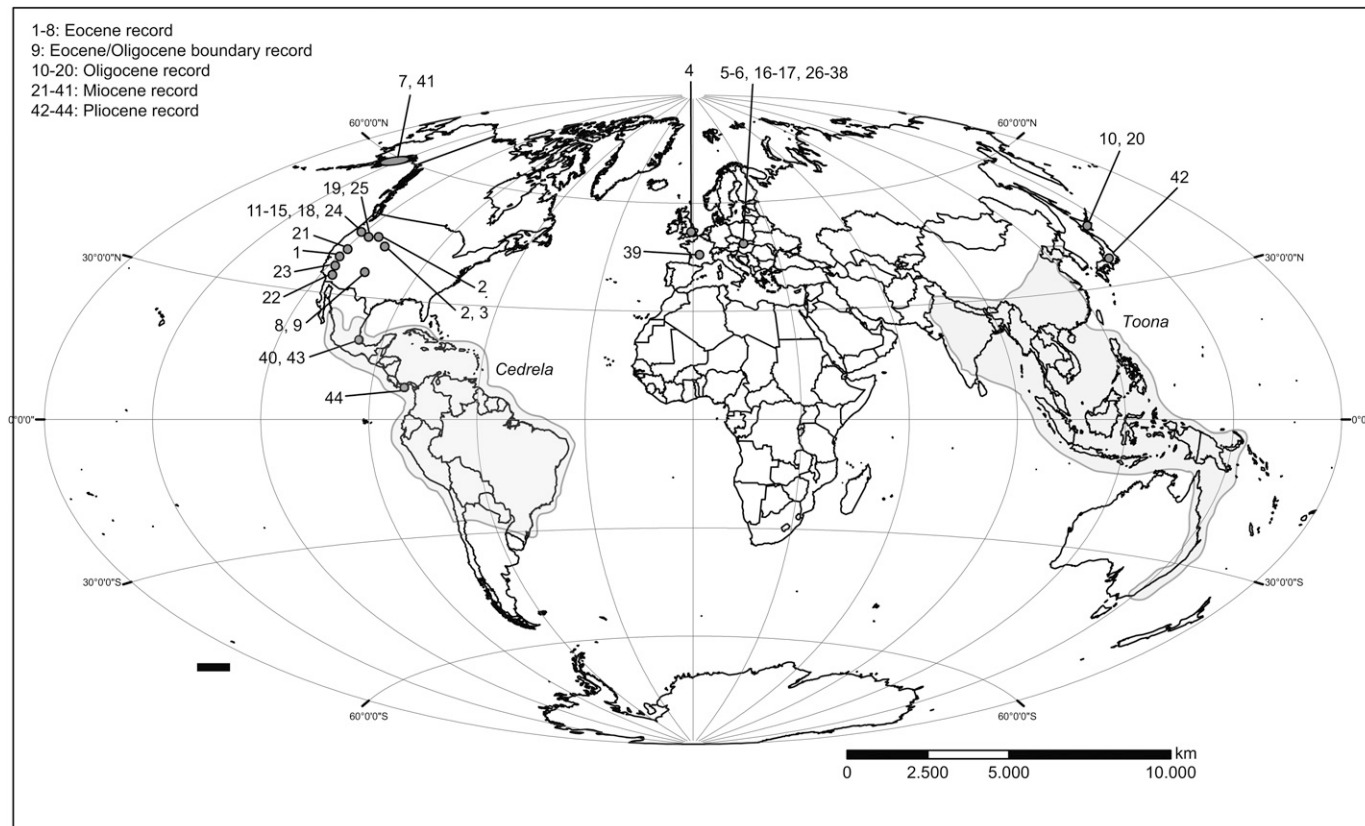 1-8: Eocene record
9: Eocene/Oligocene boundary record
10-20: Oligocene record
21-41: Miocene record
42-44: Pliocene record
7, 41
4
5-6, 16-17, 26-38
60°0'0"N
60°0'0"N
10, 20
42
19, 25
11-15, 18, 24
21
1
23
22
30°0'0"N
30°0'0"N
39
2
2, 3
8, 9
40, 43
44
Cedrela
Toona
0°0'0"
0°0
30°0'0"S
30°0'0"S
60°0'0"S
60°0'0"S
km
0
2.500
5.000
10.000